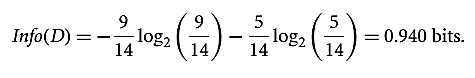 Info(D) = −9/14 log₂(9/14) − 5/14 log₂(5/14) = 0.940 bits.